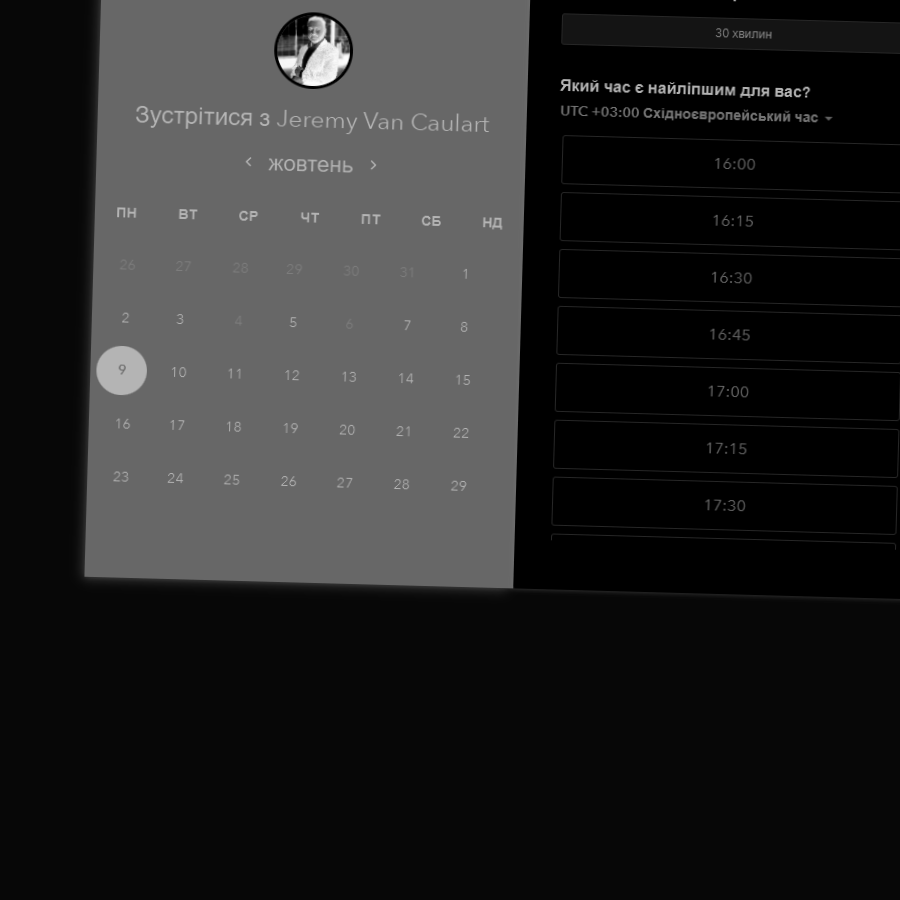 Зустрітися з Jeremy Van Caulart
жовтень
ПН ВТ СР ЧТ ПТ СБ НД
26 27 28 29 30 31 1
2 3 4 5 6 7 8
9 10 11 12 13 14 15
16 17 18 19 20 21 22
23 24 25 26 27 28 29
30 хвилин
Який час є найліпшим для вас?
UTC +03:00 Східноєвропейський час
16:00
16:15
16:30
16:45
17:00
17:15
17:30